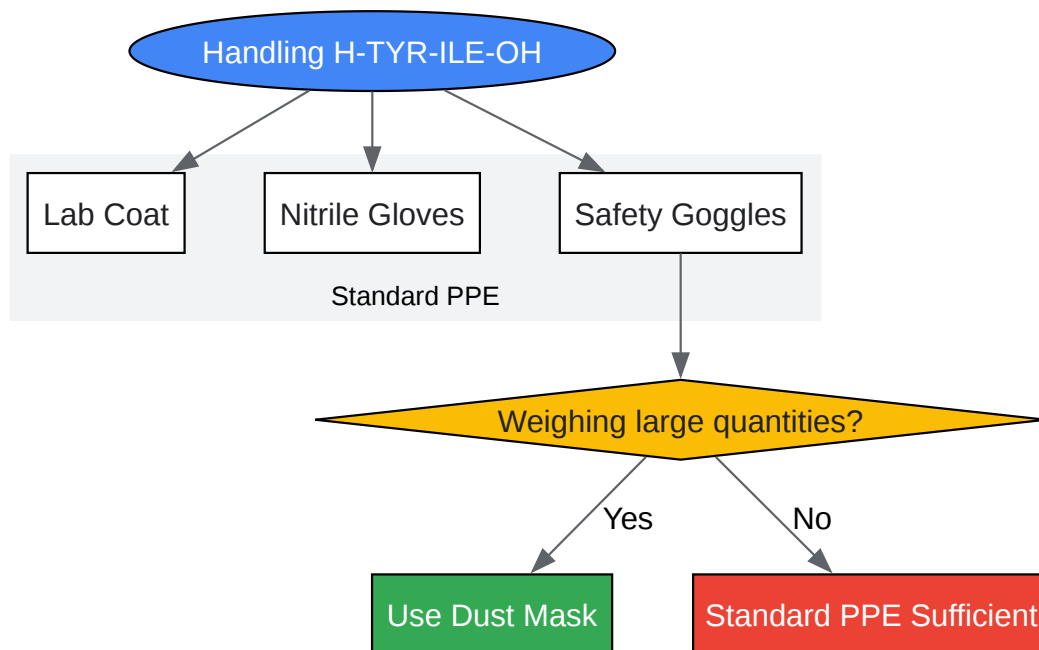 Handling H-TYR-ILE-OH
Lab Coat
Nitrile Gloves
Safety Goggles
Standard PPE
Weighing large quantities?
Yes
No
Use Dust Mask
Standard PPE Sufficient